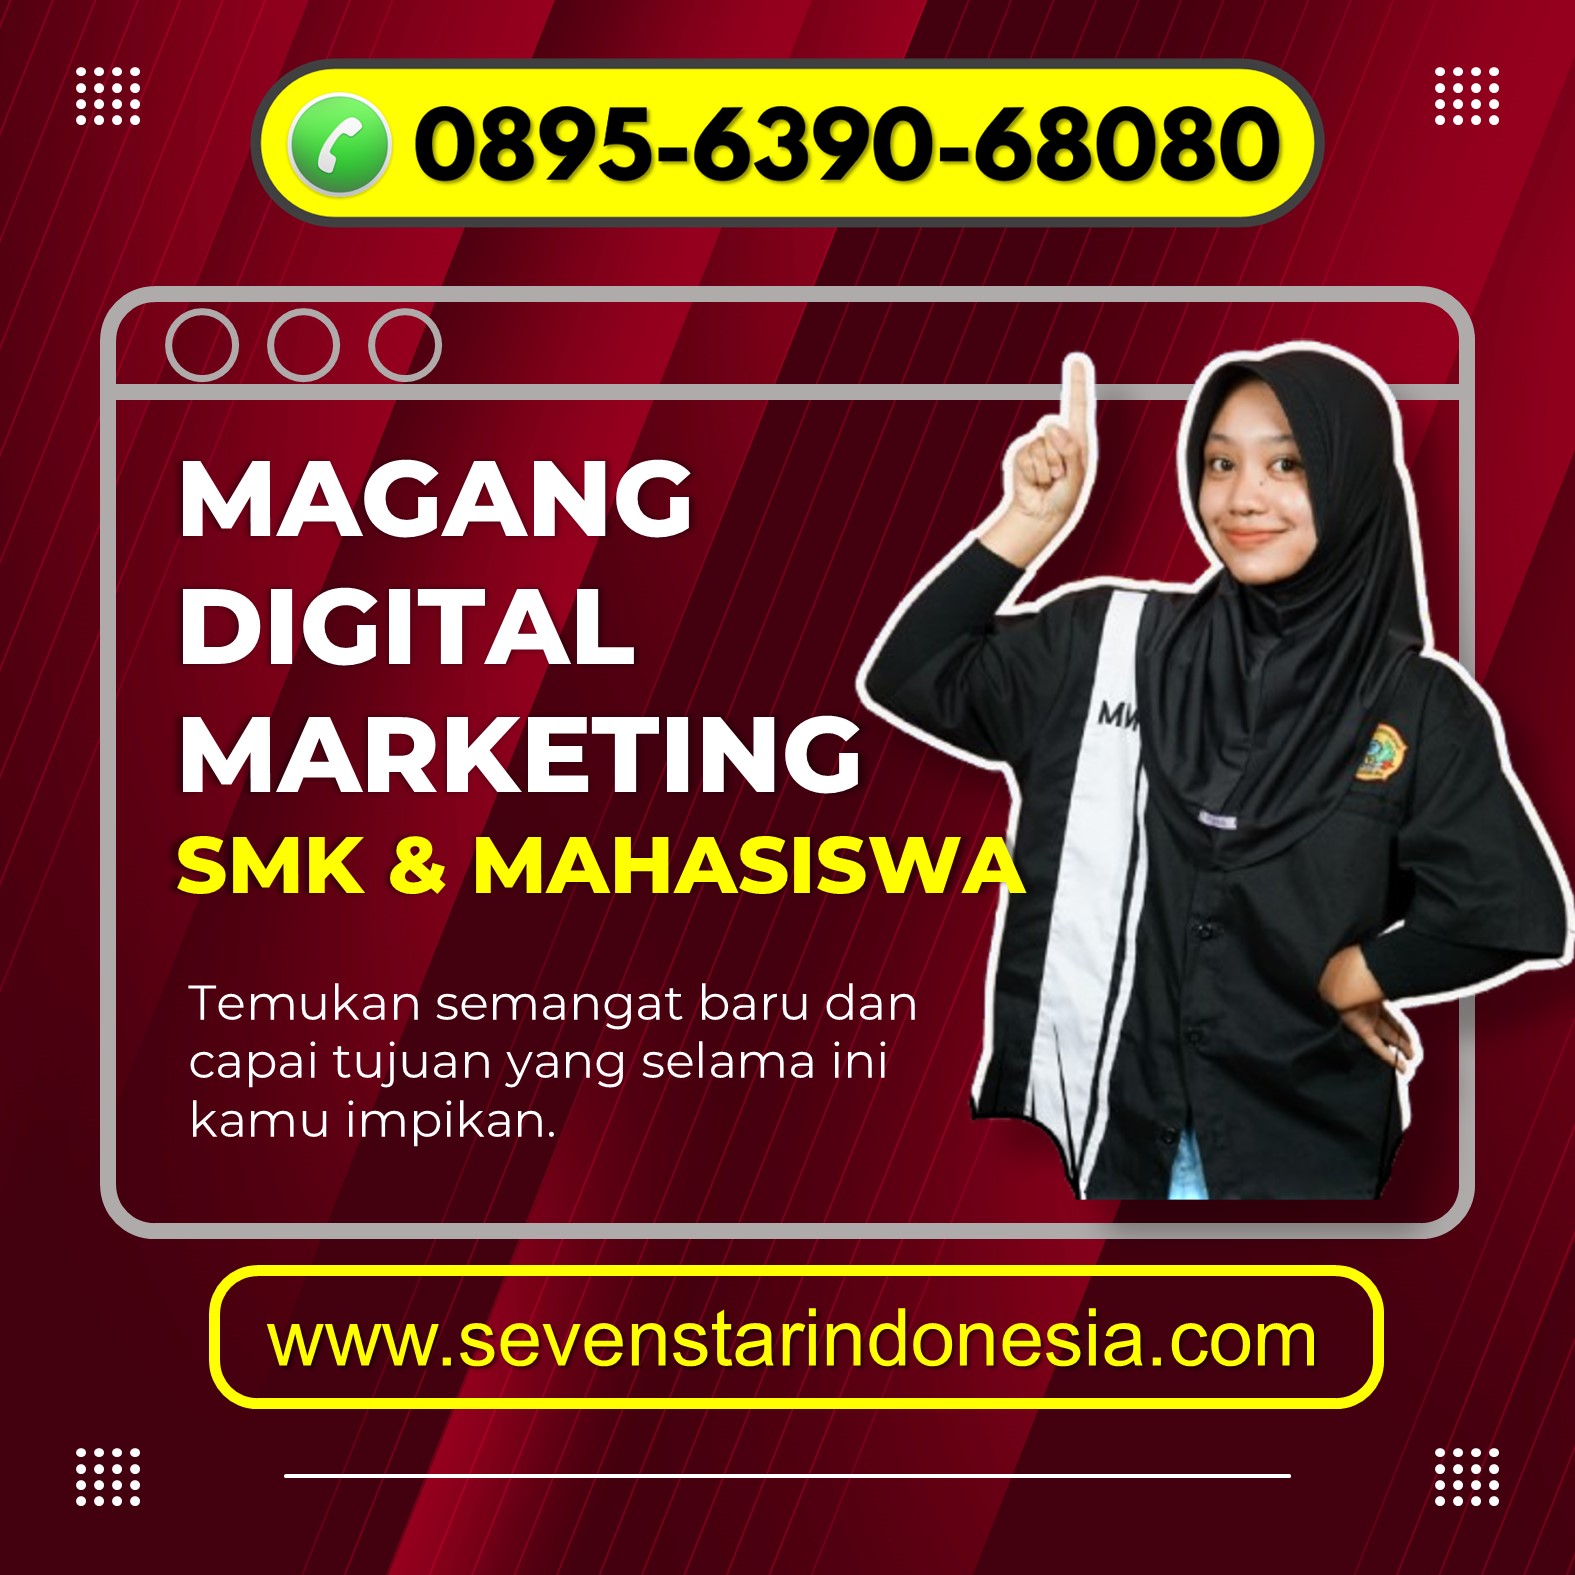 0895-6390-68080
MAGANG
DIGITAL
MARKETING
SMK & MAHASISWA
Temukan semangat baru dan
capai tujuan yang selama ini
kamu impikan.
www.sevenstarindonesia.com